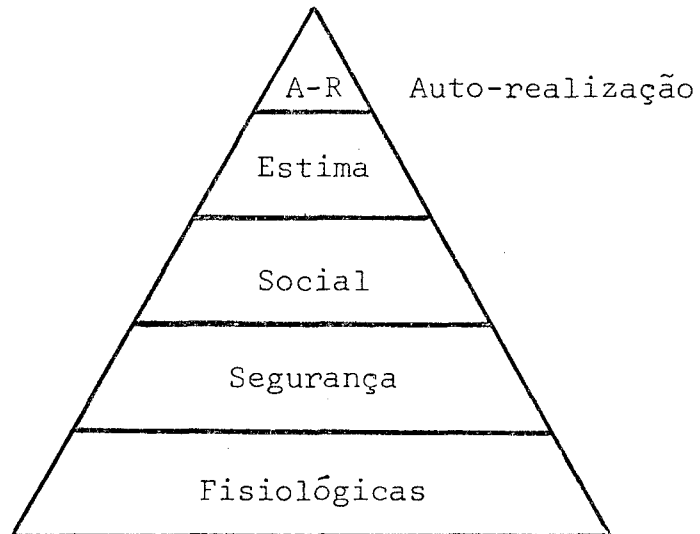 A-R Auto-realização
Estima
Social
Segurança
Fisiológicas